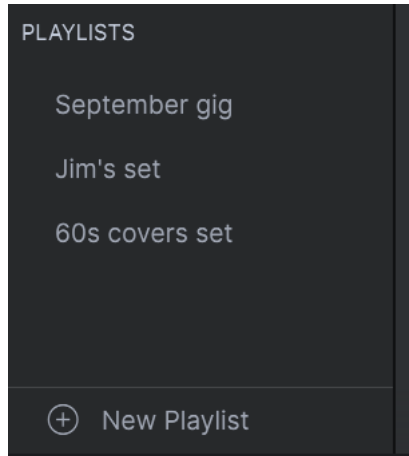 PLAYLISTS
September gig
Jim's set
60s covers set
New Playlist